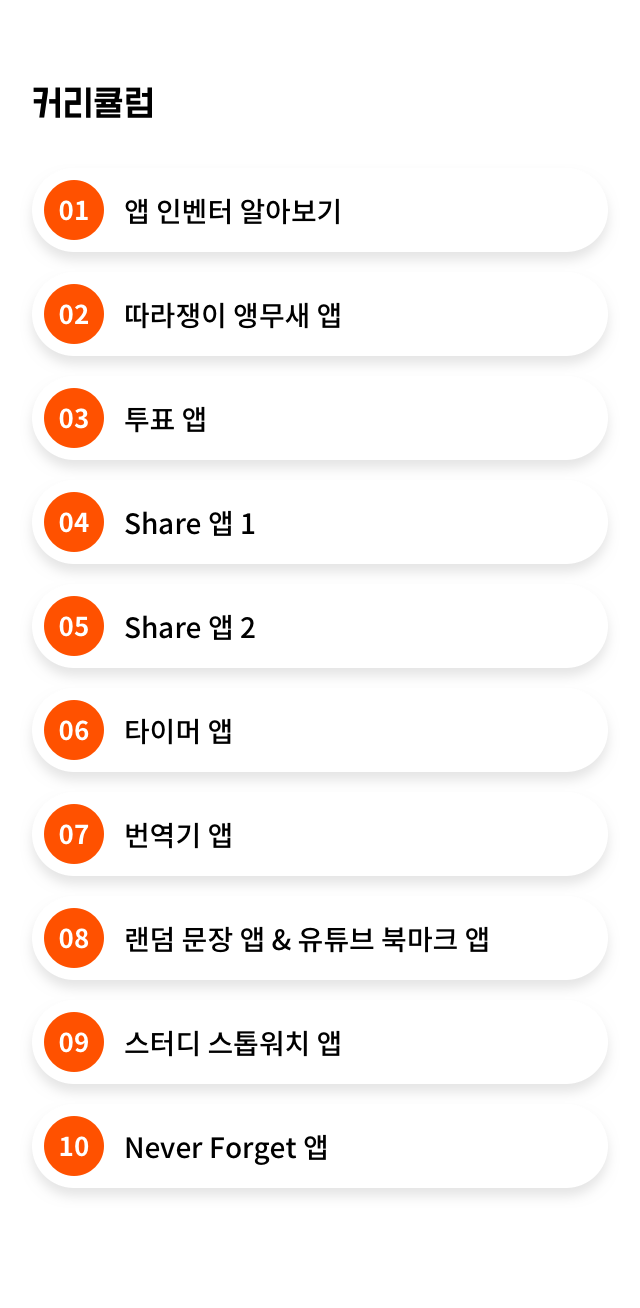 커리큘럼
01 앱 인벤터 알아보기
02 따라쟁이 앵무새 앱
03 투표 앱
04 Share 앱 1
05 Share 앱 2
06 타이머 앱
07 번역기 앱
08 랜덤 문장 앱 & 유튜브 북마크 앱
09 스터디 스톱워치 앱
10 Never Forget 앱